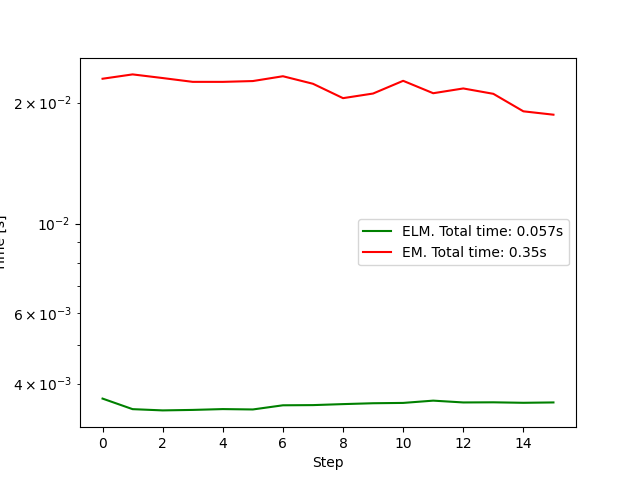 2 × 10⁻²
10⁻²
6 × 10⁻³
4 × 10⁻³
Time [s]
ELM. Total time: 0.057s
EM. Total time: 0.35s
0 2 4 6 8 10 12 14
Step